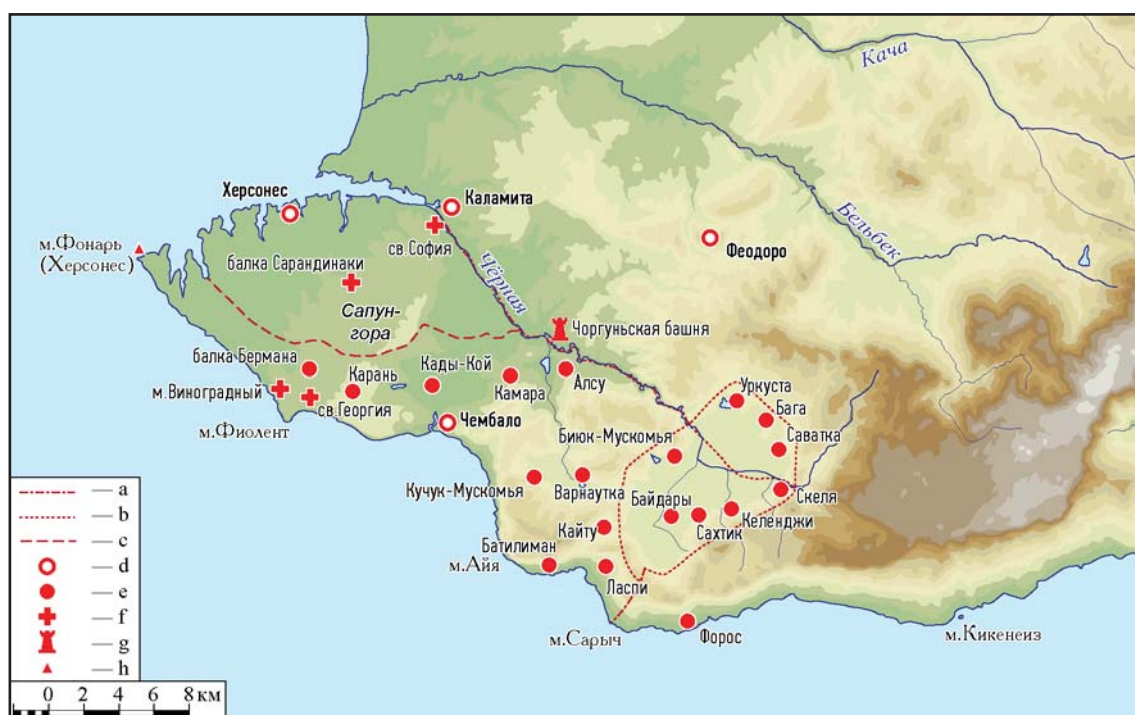 Кача
Бельбек
Херсонес
Каламита
м.Фонарь
(Херсонес)
св.София
Феодоро
балка Сарандинаки
Чёрная
Сапун-
гора
Чоргуньская башня
балка Бермана
Карань
Кады-Кой
Камара
Алсу
Уркуста
Бага
м.Виноградный
св.Георгия
м.Фиолент
Чембало
Биюк-Мускомья
Саватка
Кучук-Мускомья
Варнаутка
Байдары
Скеля
Келенджи
Сахтик
Кайту
Батилиман
м.Айя
Ласпи
м.Сарыч
Форос
м.Кикенеиз
— a
— b
— c
— d
— e
— f
— g
— h
0 2 4 6 8 км